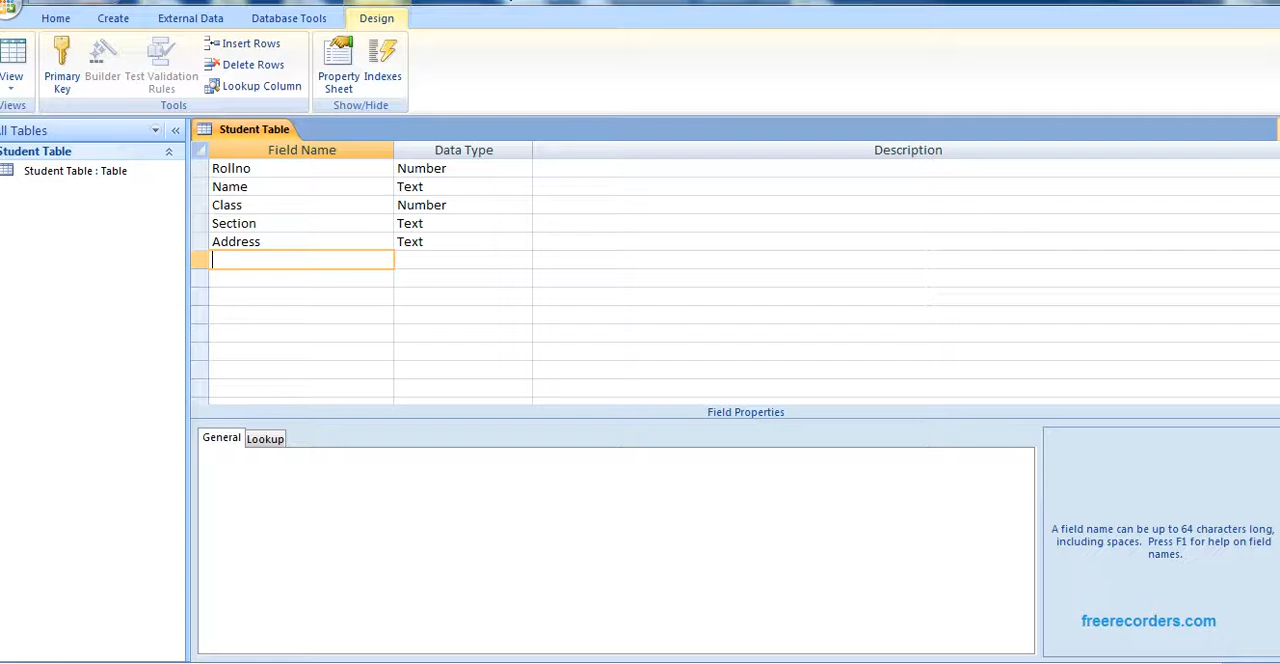 Home Create External Data Database Tools Design
View
Primary Key
Builder
Test Validation Rules
Insert Rows
Delete Rows
Lookup Column
Property Sheet
Indexes
Views Tools Show/Hide
ll Tables
Student Table
Student Table : Table
Student Table
Field Name Data Type Description
Rollno Number
Name Text
Class Number
Section Text
Address Text
Field Properties
General Lookup
A field name can be up to 64 characters long,
including spaces. Press F1 for help on field
names.
freerecorders.com